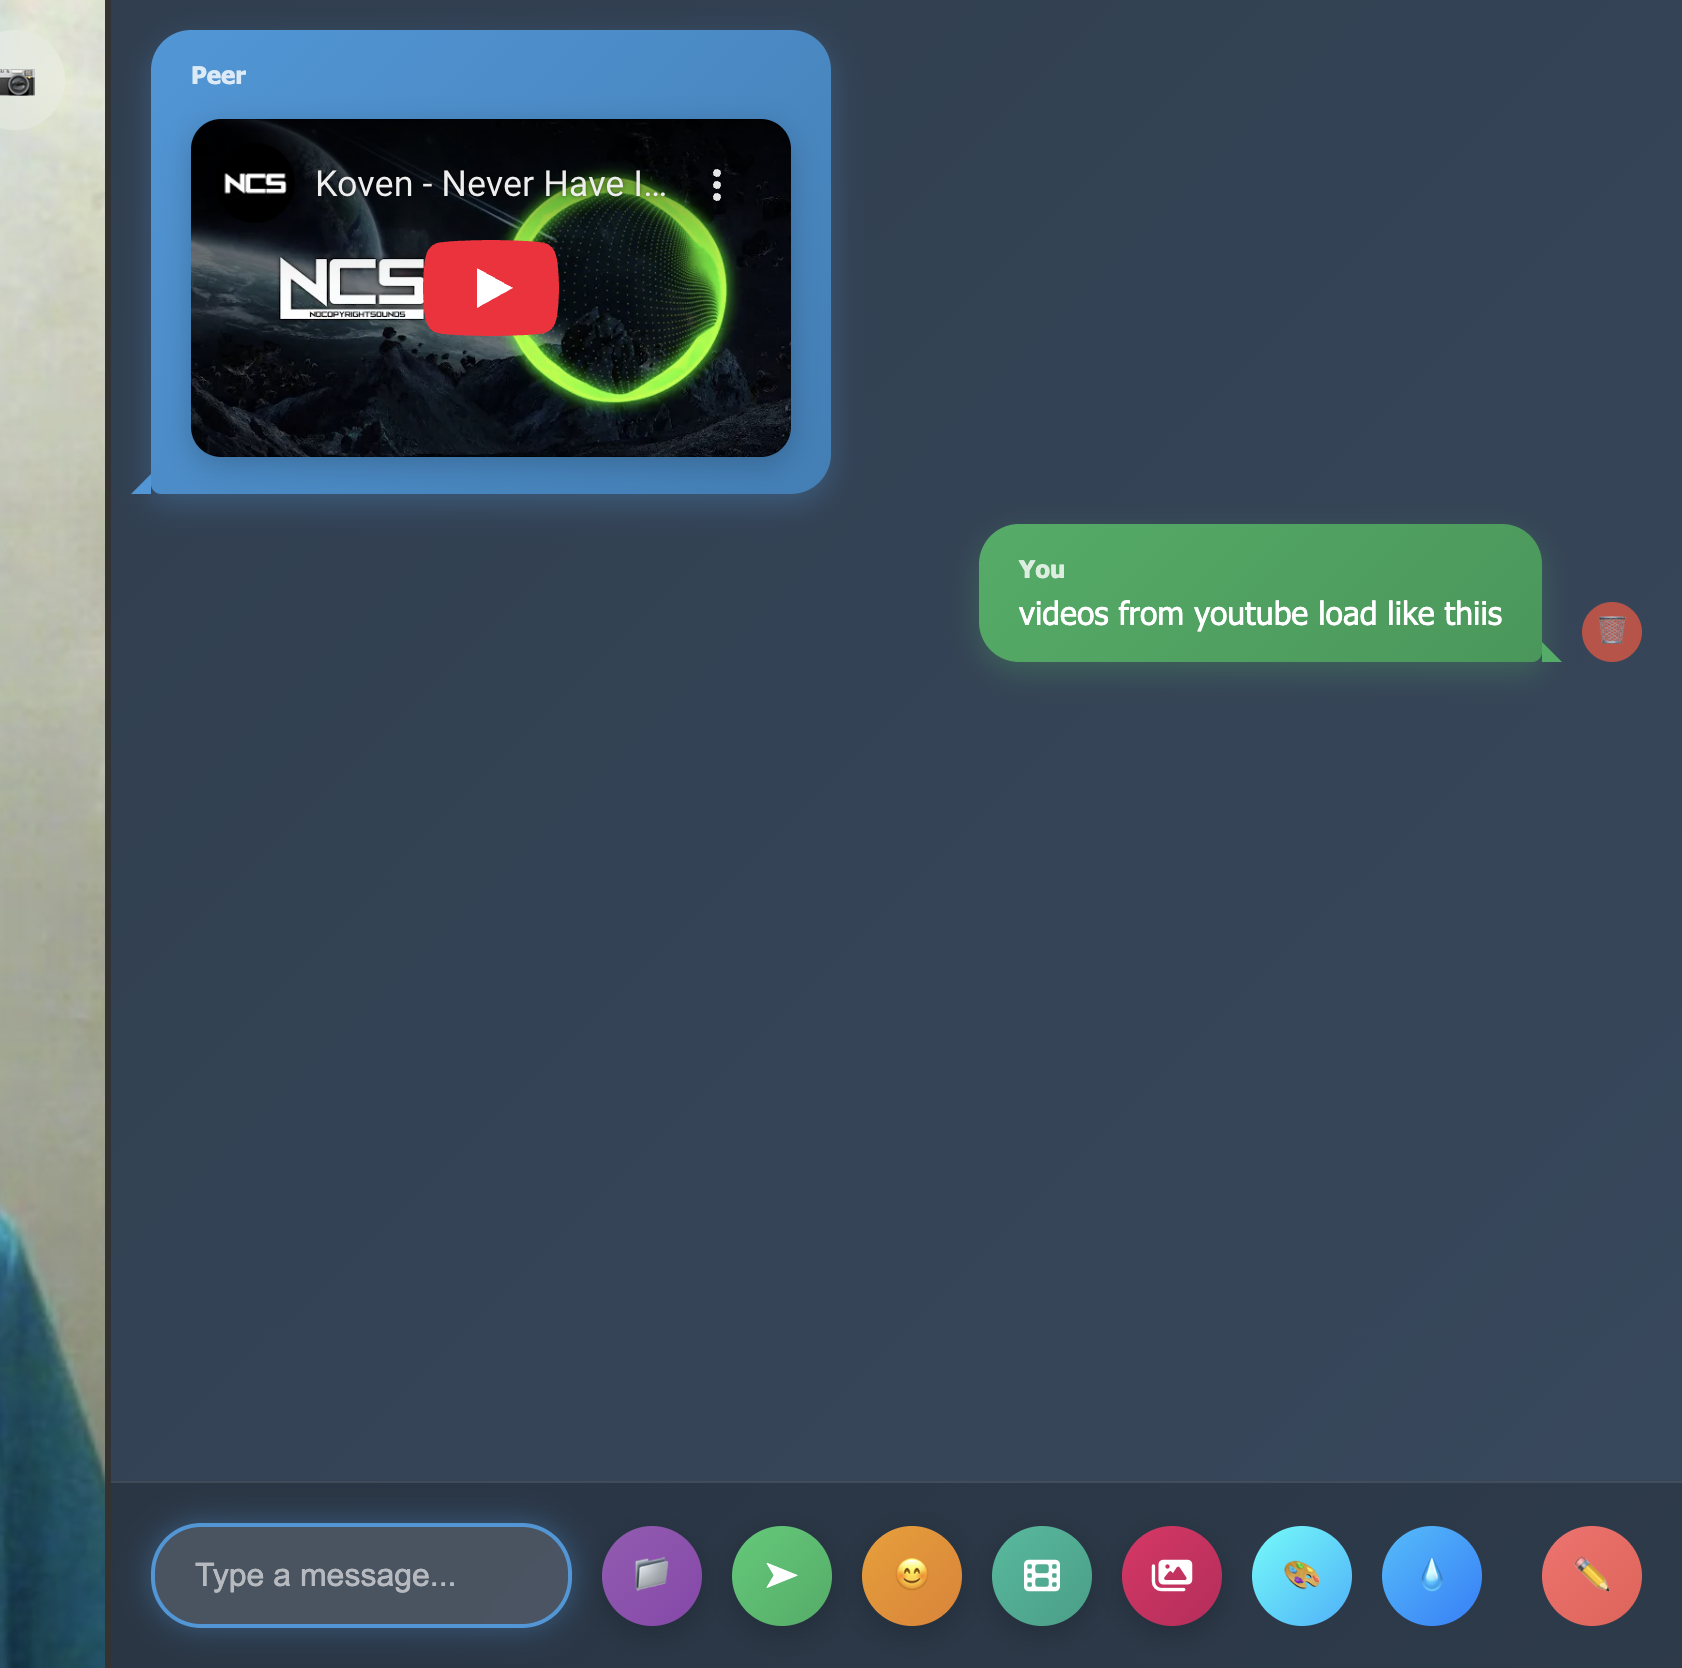 Peer
NCS
Koven - Never Have I...
NCS
NOCOPYRIGHTSOUNDS
You
videos from youtube load like thiis
Type a message...